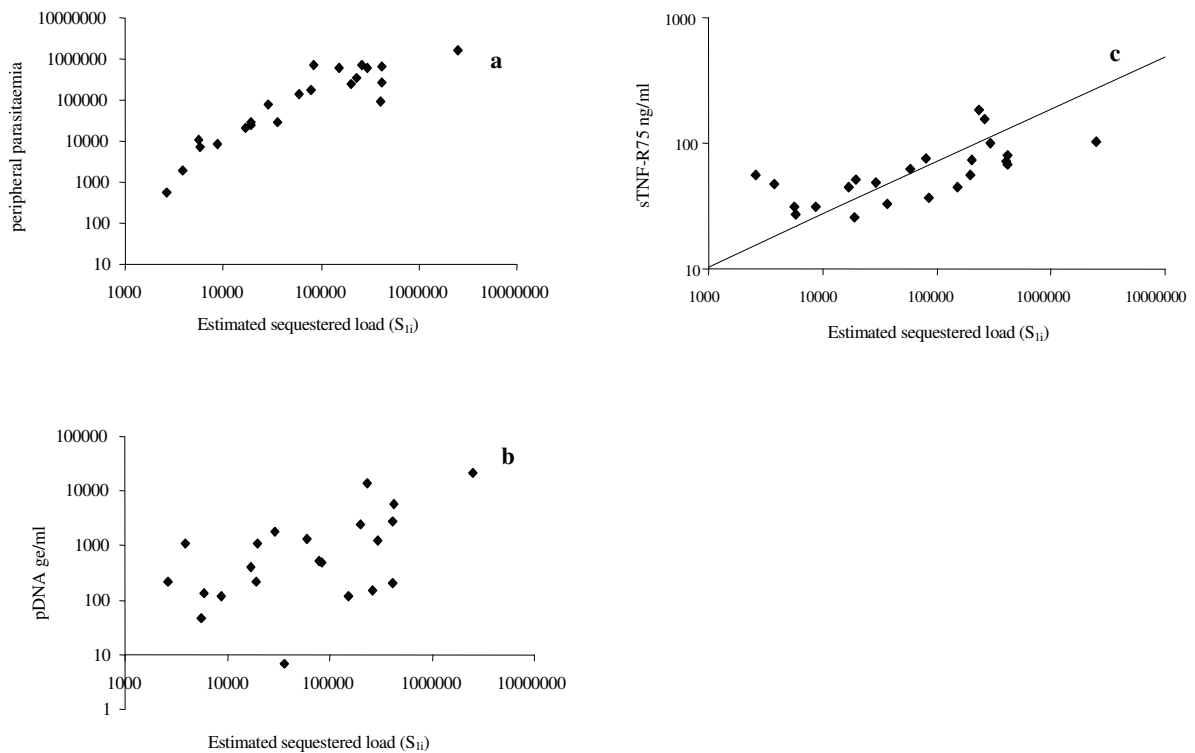 10000000
1000000
100000
10000
1000
100
10
peripheral parasitaemia
a
1000 10000 100000 1000000 10000000
Estimated sequestered load (S1i)
1000
100
10
sTNF-R75 ng/ml
c
1000 10000 100000 1000000 10000000
Estimated sequestered load (S1i)
100000
10000
1000
100
10
1
pDNA ge/ml
b
1000 10000 100000 1000000 10000000
Estimated sequestered load (S1i)